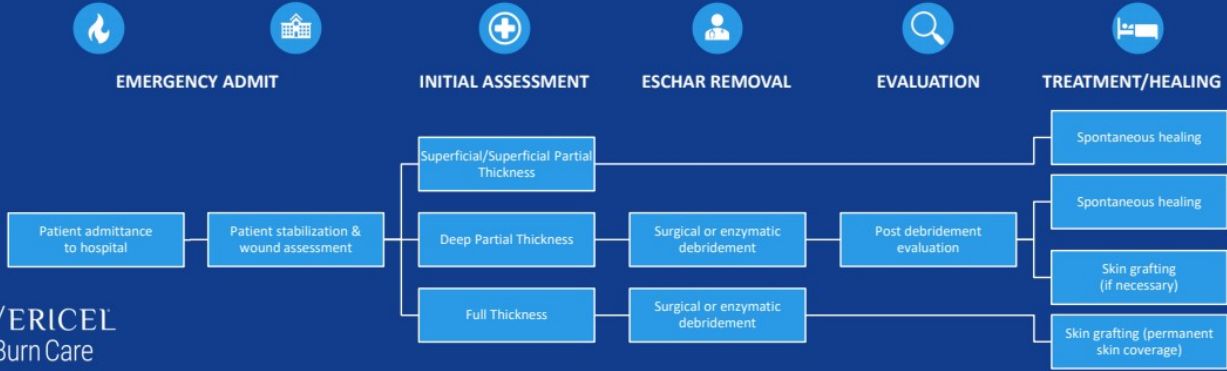 EMERGENCY ADMIT
INITIAL ASSESSMENT
ESCHAR REMOVAL
EVALUATION
TREATMENT/HEALING
Superficial/Superficial Partial
Thickness
Spontaneous healing
Spontaneous healing
Patient admittance
to hospital
Patient stabilization &
wound assessment
Deep Partial Thickness
Surgical or enzymatic
debridement
Post debridement
evaluation
Skin grafting
(if necessary)
Full Thickness
Surgical or enzymatic
debridement
Skin grafting (permanent
skin coverage)
VERICEL
Burn Care